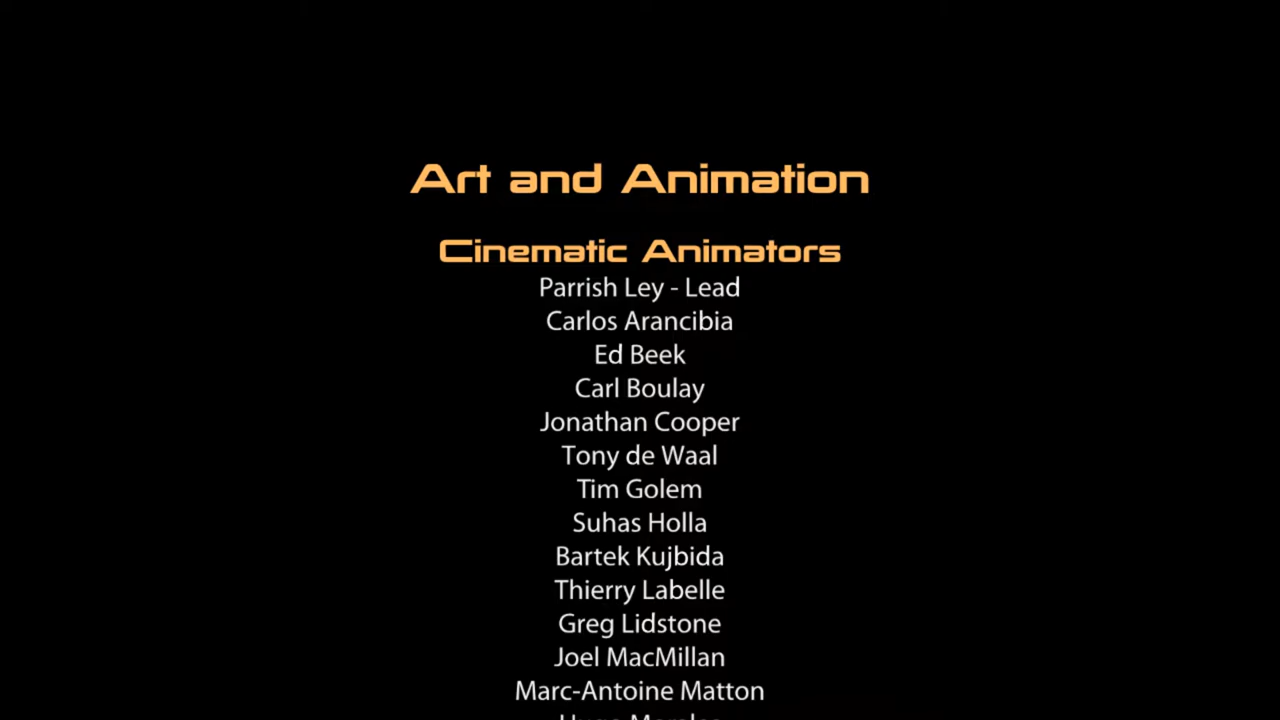 Art and Animation
Cinematic Animators
Parrish Ley - Lead
Carlos Arancibia
Ed Beek
Carl Boulay
Jonathan Cooper
Tony de Waal
Tim Golem
Suhas Holla
Bartek Kujbida
Thierry Labelle
Greg Lidstone
Joel MacMillan
Marc-Antoine Matton